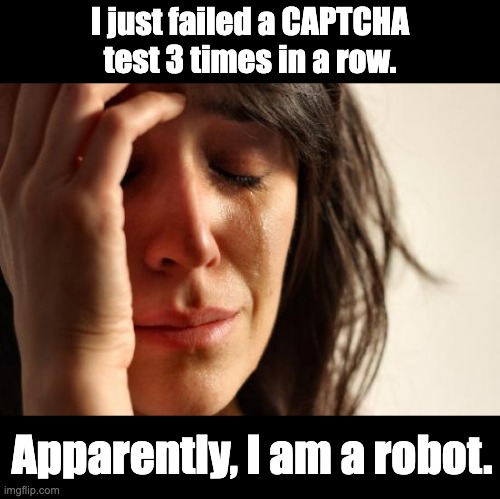 I just failed a CAPTCHA
test 3 times in a row.
Apparently, I am a robot.
imgflip.com